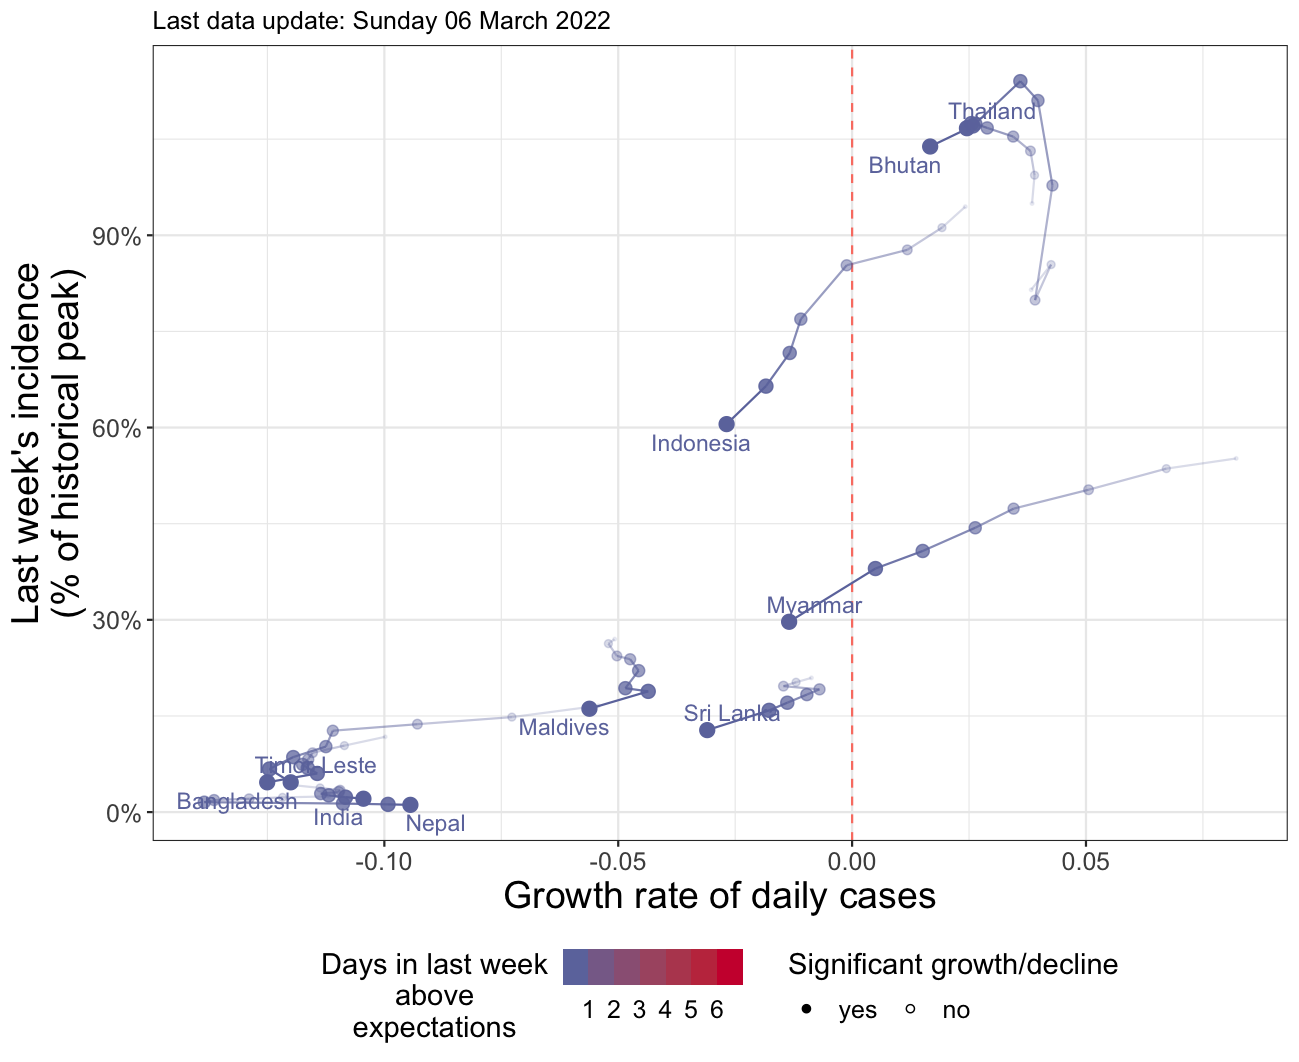 Last data update: Sunday 06 March 2022
Last week's incidence
(% of historical peak)
90%
60%
30%
0%
Thailand
Bhutan
Indonesia
Myanmar
Sri Lanka
Maldives
Timor Leste
Bangladesh
India
Nepal
-0.10
-0.05
0.00
0.05
Growth rate of daily cases
Days in last week
above
expectations
1 2 3 4 5 6
Significant growth/decline
yes
no